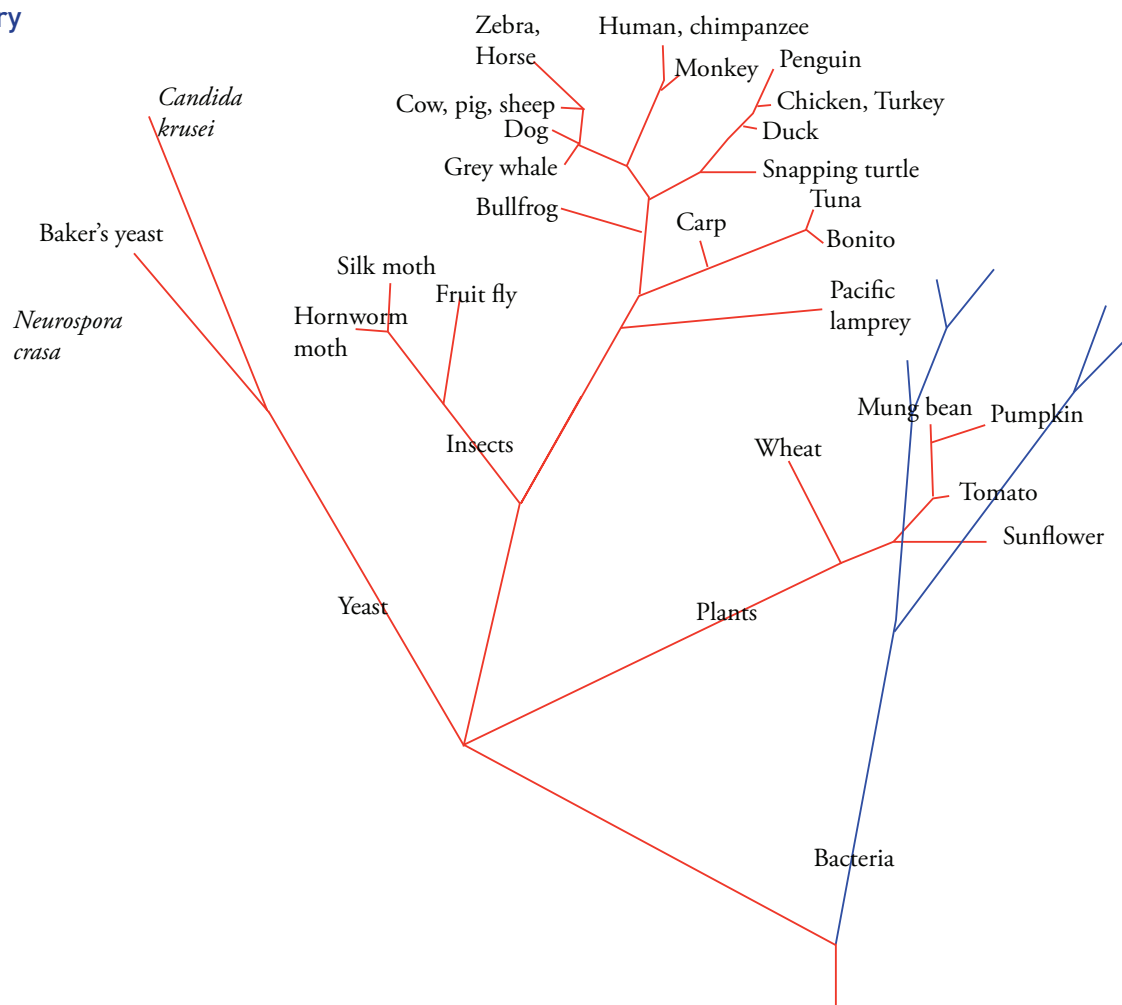 ry
Zebra,
Horse
Human, chimpanzee
Monkey
Penguin
Candida
krusei
Cow, pig, sheep
Chicken, Turkey
Dog
Duck
Grey whale
Snapping turtle
Tuna
Bullfrog
Carp
Bonito
Baker's yeast
Silk moth
Fruit fly
Pacific
lamprey
Neurospora
crasa
Hornworm
moth
Mung bean
Pumpkin
Insects
Wheat
Tomato
Sunflower
Yeast
Plants
Bacteria